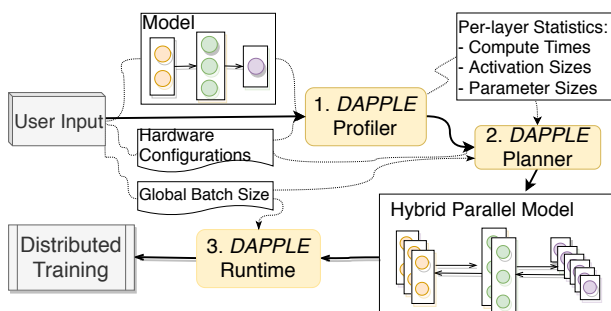 Model
Per-layer Statistics:
- Compute Times
- Activation Sizes
- Parameter Sizes
User Input
1. DAPPLE
Profiler
Hardware
Configurations
2. DAPPLE
Planner
Global Batch Size
Hybrid Parallel Model
Distributed
Training
3. DAPPLE
Runtime